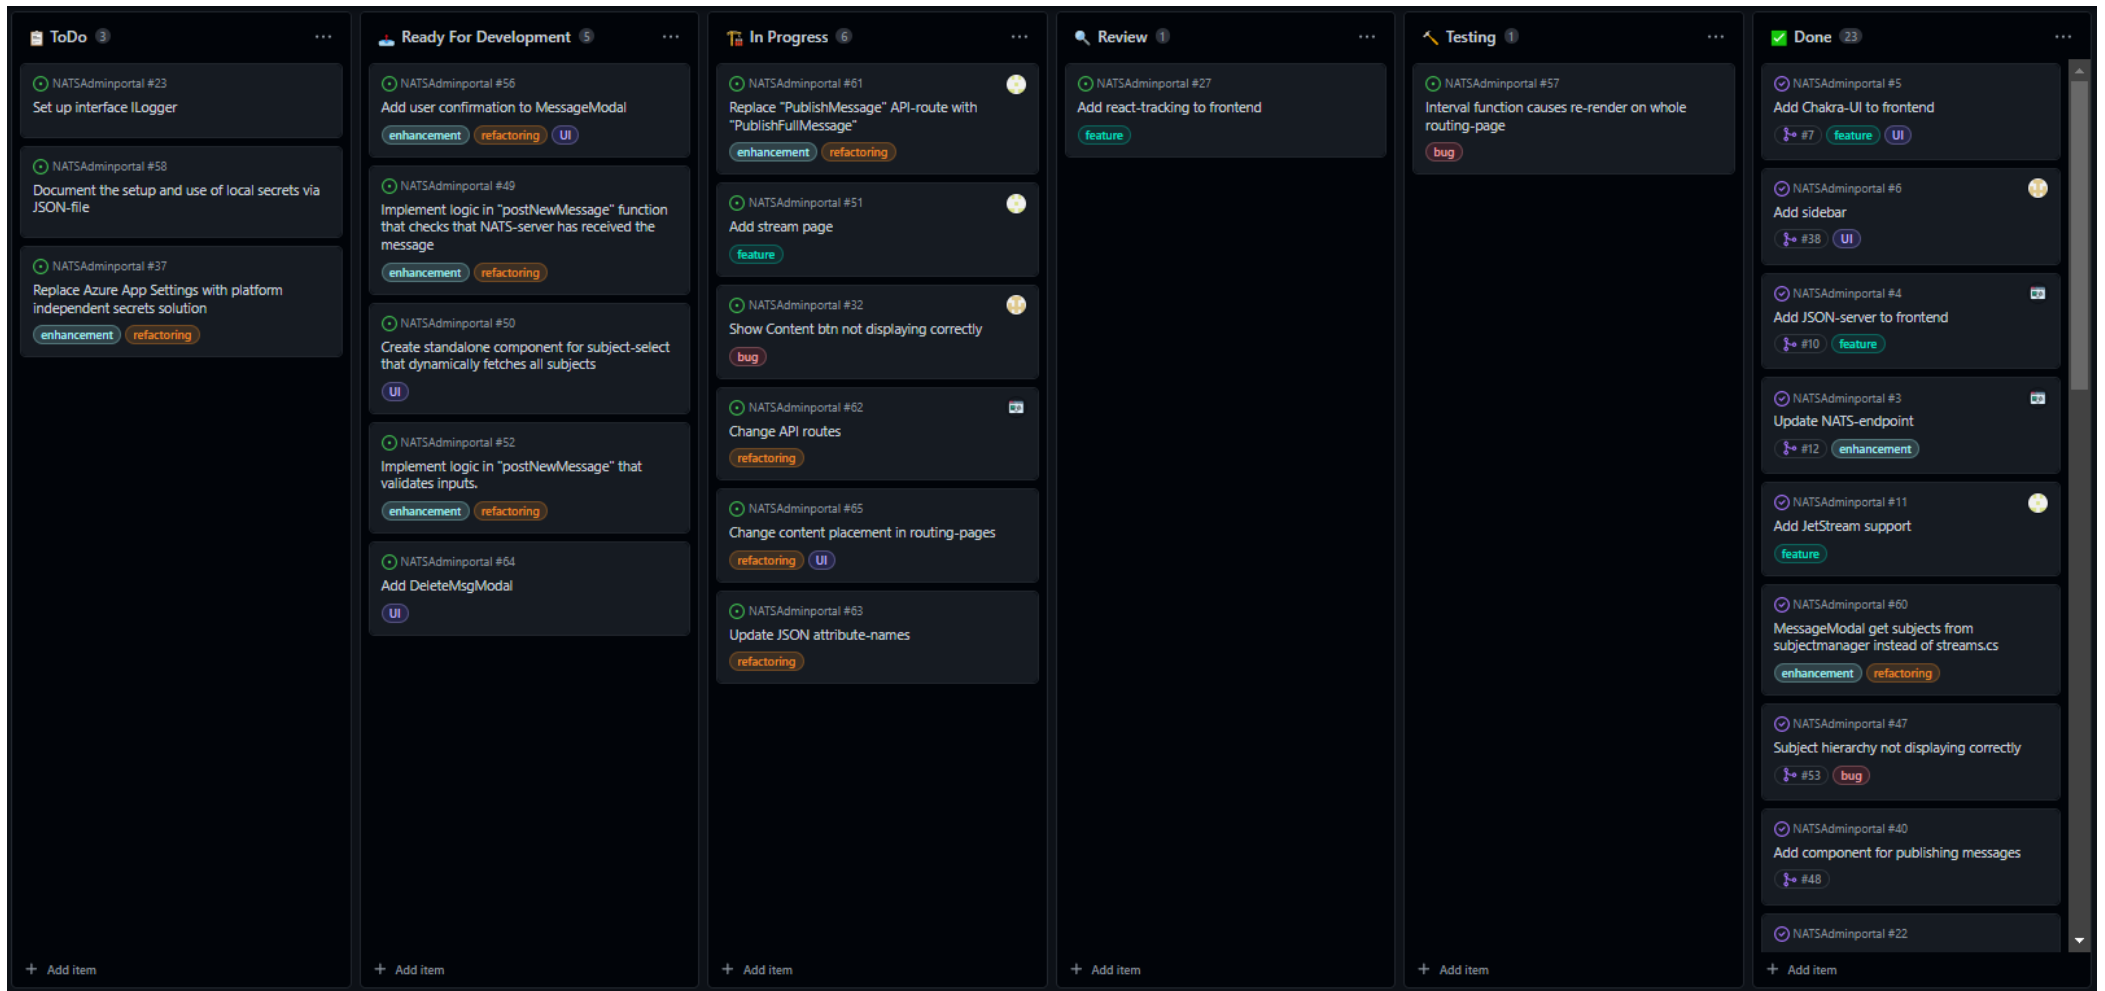 ToDo 3
NATSAdminportal #23
Set up interface ILogger
NATSAdminportal #58
Document the setup and use of local secrets via
JSON-file
NATSAdminportal #37
Replace Azure App Settings with platform
independent secrets solution
enhancement refactoring
+ Add item
Ready For Development 5
NATSAdminportal #56
Add user confirmation to MessageModal
enhancement refactoring UI
NATSAdminportal #49
Implement logic in "postNewMessage" function
that checks that NATS-server has received the
message
enhancement refactoring
NATSAdminportal #50
Create standalone component for subject-select
that dynamically fetches all subjects
UI
NATSAdminportal #52
Implement logic in "postNewMessage" that
validates inputs.
enhancement refactoring
NATSAdminportal #64
Add DeleteMsgModal
UI
+ Add item
In Progress 6
NATSAdminportal #61
Replace "PublishMessage" API-route with
"PublishFullMessage"
enhancement refactoring
NATSAdminportal #51
Add stream page
feature
NATSAdminportal #32
Show Content btn not displaying correctly
bug
NATSAdminportal #62
Change API routes
refactoring
NATSAdminportal #65
Change content placement in routing-pages
refactoring UI
NATSAdminportal #63
Update JSON attribute-names
refactoring
+ Add item
Review 1
NATSAdminportal #27
Add react-tracking to frontend
feature
+ Add item
Testing 1
NATSAdminportal #57
Interval function causes re-render on whole
routing-page
bug
+ Add item
Done 23
NATSAdminportal #5
Add Chakra-UI to frontend
#7 feature UI
NATSAdminportal #6
Add sidebar
#38 UI
NATSAdminportal #4
Add JSON-server to frontend
#10 feature
NATSAdminportal #3
Update NATS-endpoint
#12 enhancement
NATSAdminportal #11
Add JetStream support
feature
NATSAdminportal #60
MessageModal get subjects from
subjectmanager instead of streams.cs
enhancement refactoring
NATSAdminportal #47
Subject hierarchy not displaying correctly
#53 bug
NATSAdminportal #40
Add component for publishing messages
#48
NATSAdminportal #22
+ Add item